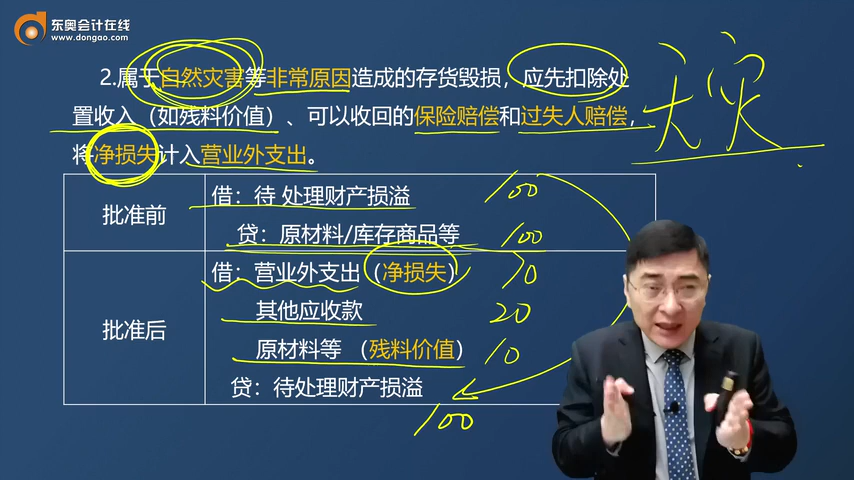 东奥会计在线
www.dongao.com
2.属于自然灾害等非常原因造成的存货毁损，应先扣除处
置收入（如残料价值）、可以收回的保险赔偿和过失人赔偿，
将净损失计入营业外支出。
天灾
批准前
借：待 处理财产损溢 100
贷：原材料/库存商品等 100
批准后
借：营业外支出（净损失） 70
其他应收款 20
原材料等 （残料价值） 10
贷：待处理财产损溢
100